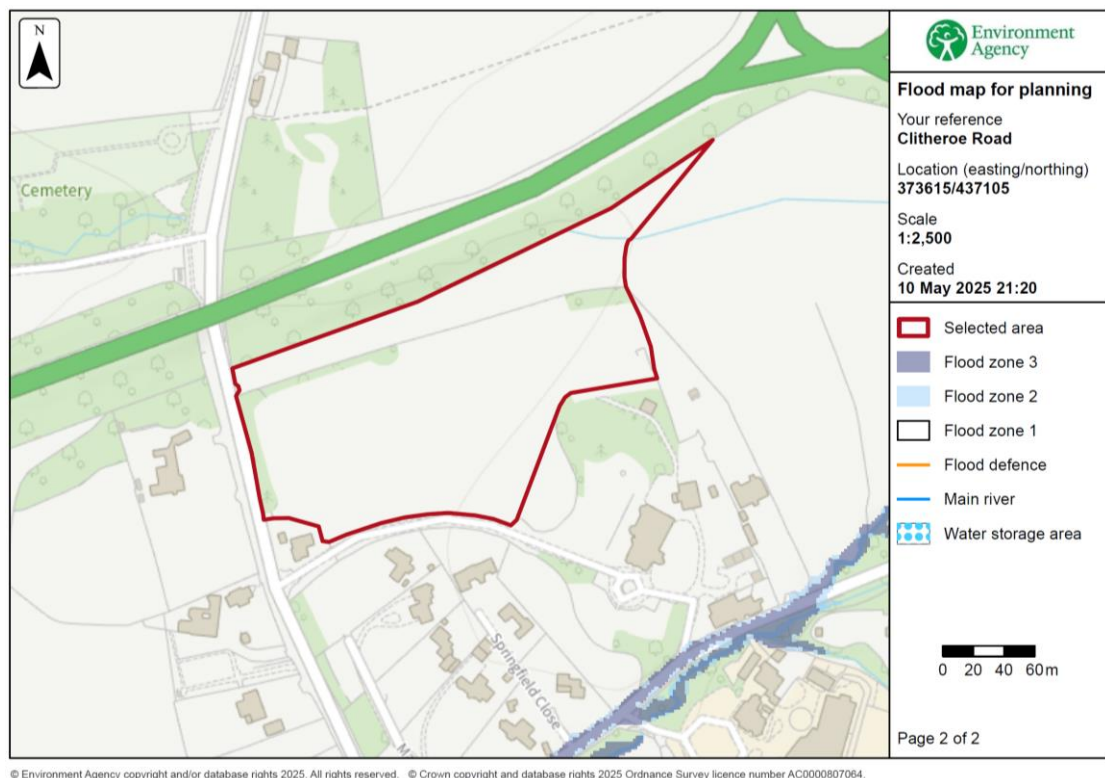 N
Cemetery
Springfield Close
M
Environment
Agency
Flood map for planning
Your reference
Clitheroe Road
Location (easting/northing)
373615/437105
Scale
1:2,500
Created
10 May 2025 21:20
Selected area
Flood zone 3
Flood zone 2
Flood zone 1
Flood defence
Main river
Water storage area
0 20 40 60m
Page 2 of 2
© Environment Agency copyright and/or database rights 2025. All rights reserved. © Crown copyright and database rights 2025 Ordnance Survey licence number AC0000807064.